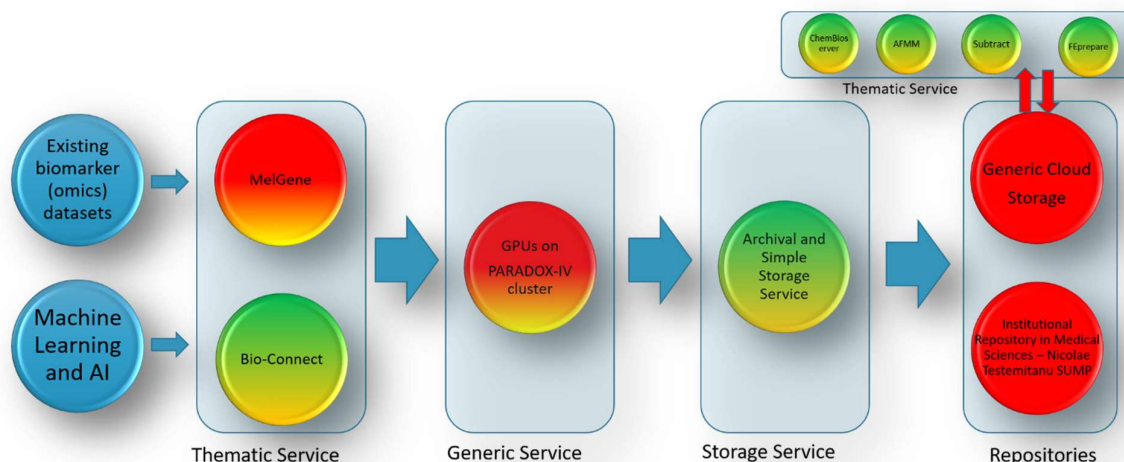 ChemBios
erver
AFMM
Subtract
FEprepare
Thematic Service
Existing
biomarker
(omics)
datasets
MelGene
Machine
Learning
and AI
Bio-Connect
Thematic Service
GPUs on
PARADOX-IV
cluster
Generic Service
Archival and
Simple
Storage
Service
Storage Service
Generic Cloud
Storage
Institutional
Repository in Medical
Sciences – Nicolae
Testemitanu SUMP
Repositories